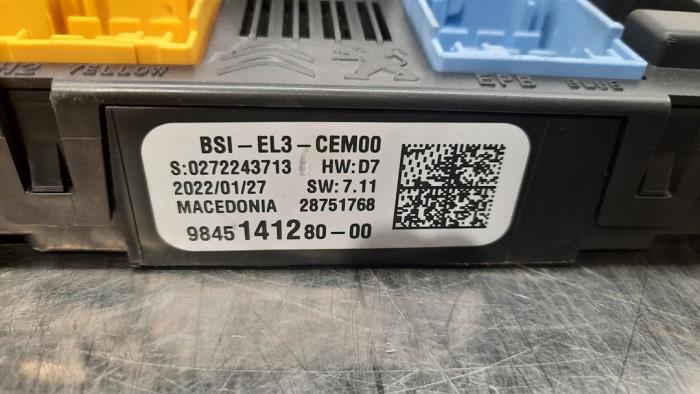 YELLOW
EPB BLUE
BSI-EL3-CEM00
S:0272243713 HW:D7
2022/01/27 SW:7.11
MACEDONIA 28751768
9845141280-00